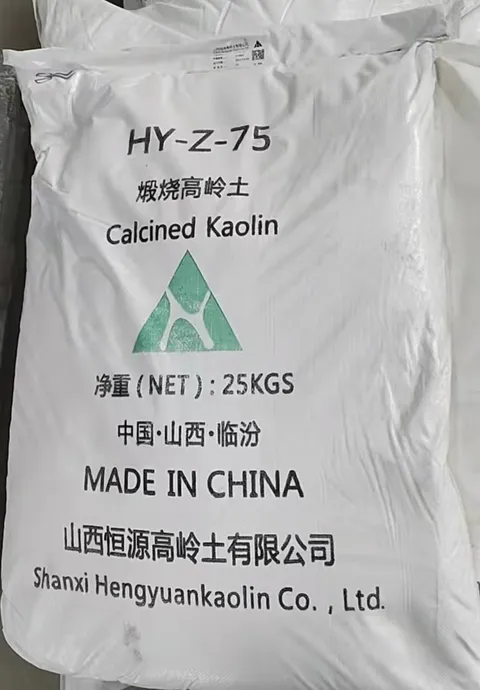 HY-Z-75
煅烧高岭土
Calcined Kaolin
净重(NET):25KGS
中国·山西·临汾
MADE IN CHINA
山西恒源高岭土有限公司
Shanxi Hengyuankaolin Co. , Ltd.